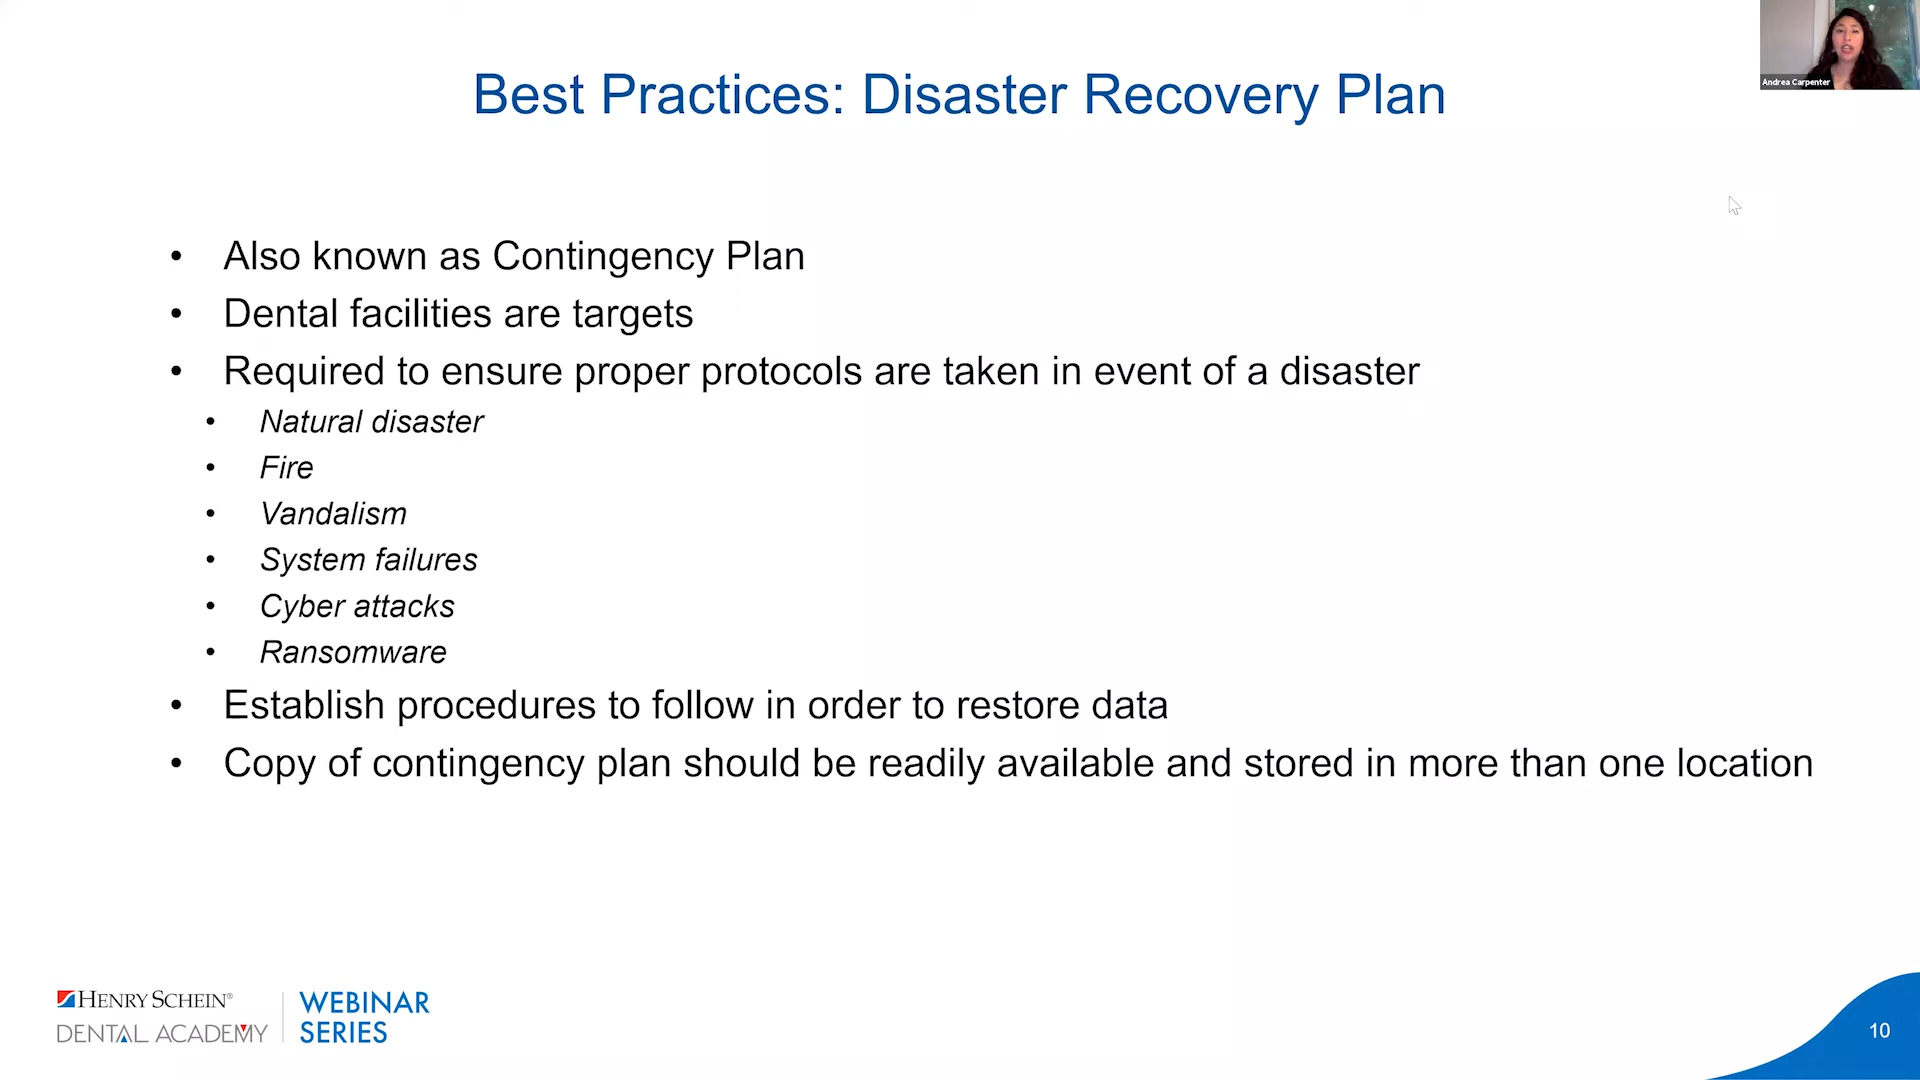 Andrea Carpenter
Best Practices: Disaster Recovery Plan
• Also known as Contingency Plan
• Dental facilities are targets
• Required to ensure proper protocols are taken in event of a disaster
• Natural disaster
• Fire
• Vandalism
• System failures
• Cyber attacks
• Ransomware
• Establish procedures to follow in order to restore data
• Copy of contingency plan should be readily available and stored in more than one location
HENRY SCHEIN®
DENTAL ACADEMY
WEBINAR
SERIES
10